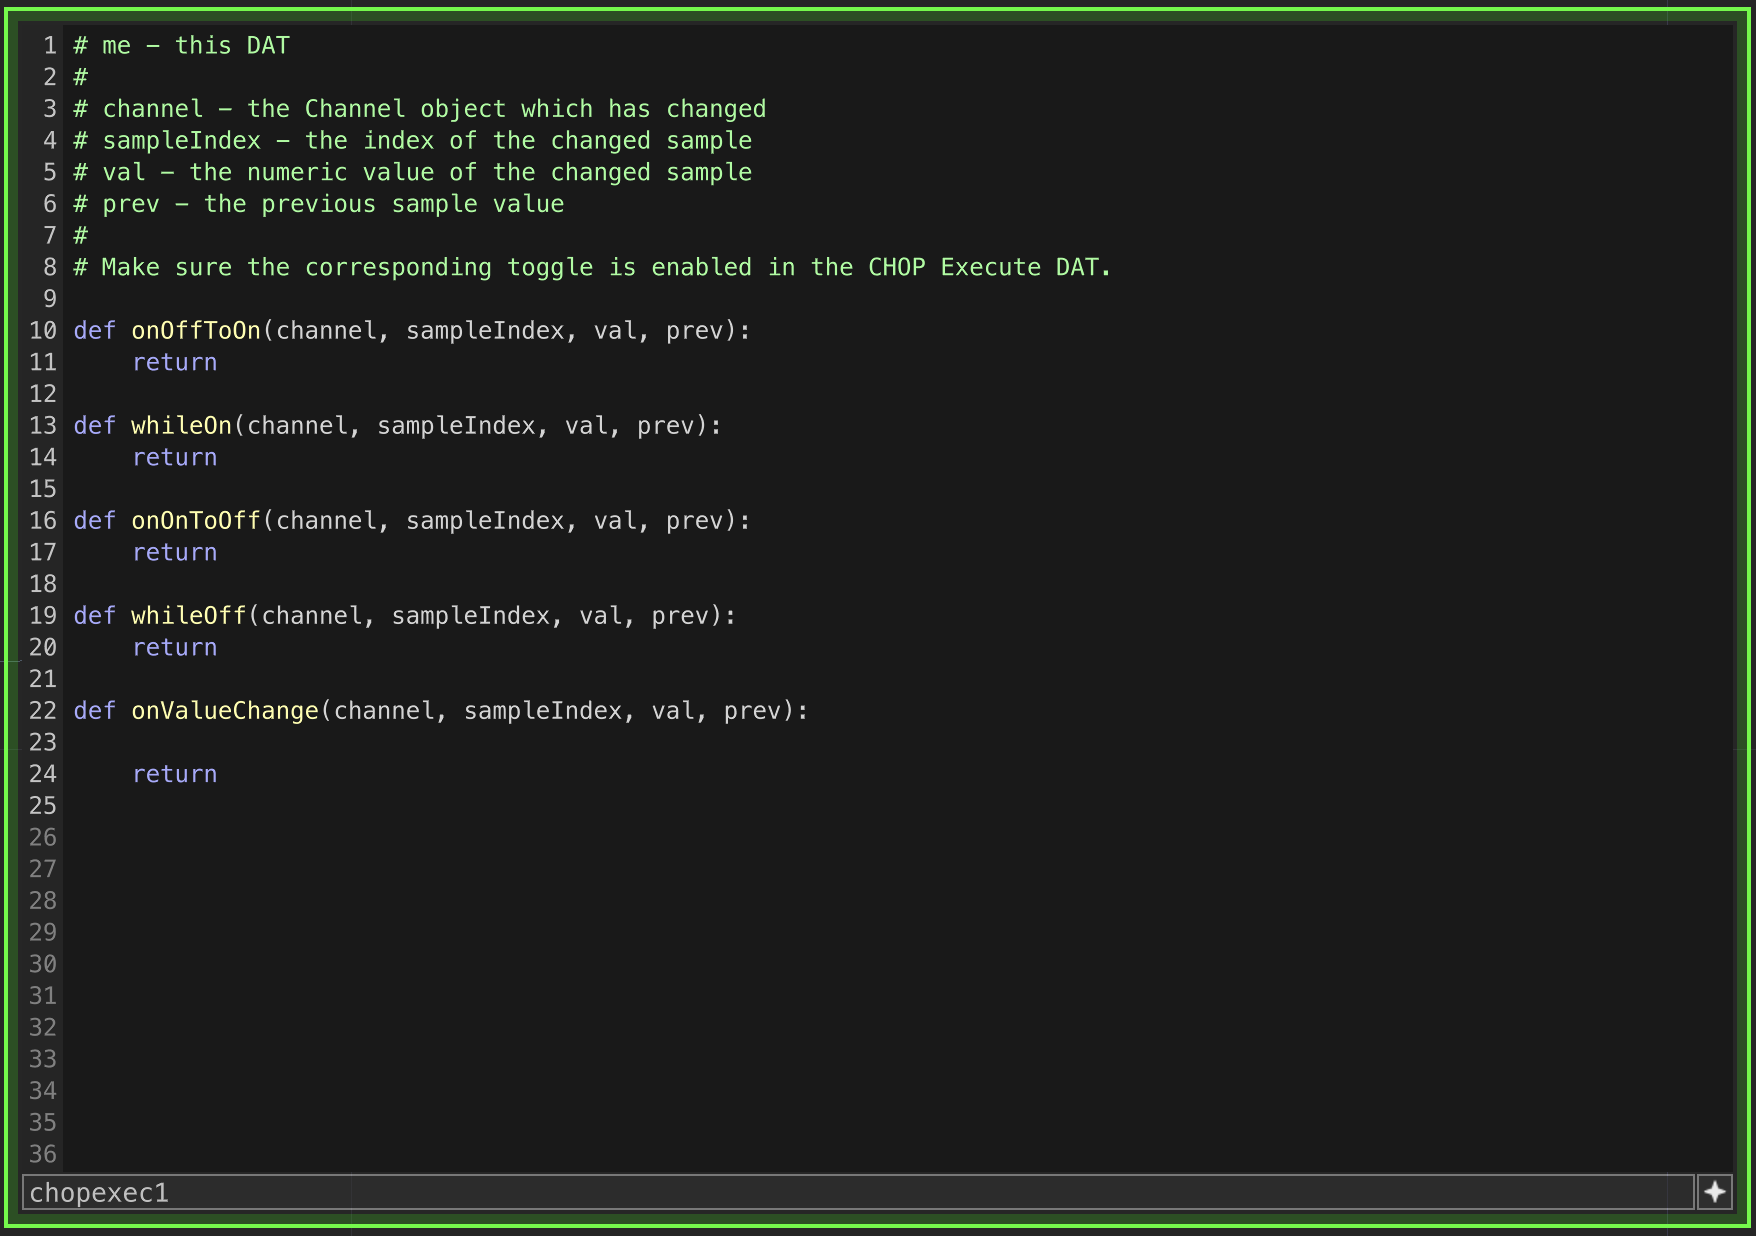 1 # me - this DAT
2 #
3 # channel - the Channel object which has changed
4 # sampleIndex - the index of the changed sample
5 # val - the numeric value of the changed sample
6 # prev - the previous sample value
7 #
8 # Make sure the corresponding toggle is enabled in the CHOP Execute DAT.
9
10 def onOffToOn(channel, sampleIndex, val, prev):
11     return
12
13 def whileOn(channel, sampleIndex, val, prev):
14     return
15
16 def onOnToOff(channel, sampleIndex, val, prev):
17     return
18
19 def whileOff(channel, sampleIndex, val, prev):
20     return
21
22 def onValueChange(channel, sampleIndex, val, prev):
23
24     return
25
26
27
28
29
30
31
32
33
34
35
36
chopexec1